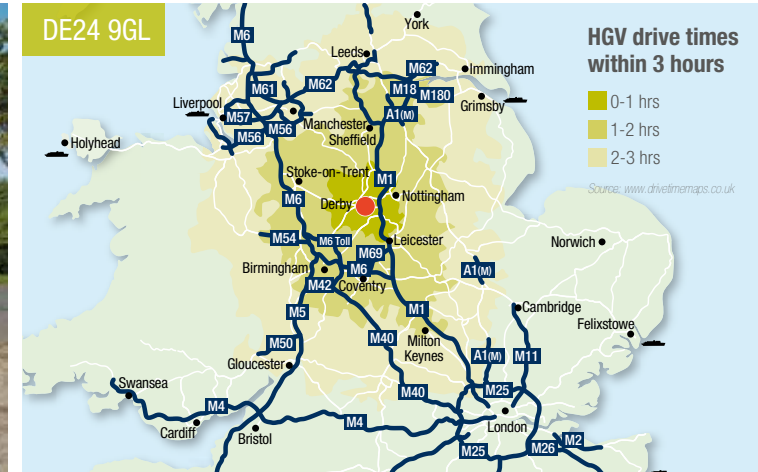 DE24 9GL
HGV drive times
within 3 hours
0-1 hrs
1-2 hrs
2-3 hrs
Source: www.drivetimemaps.co.uk
York
M6
Leeds
M62
Immingham
M61
M62
M18
M180
Liverpool
Grimsby
M57
A1(M)
M56
Manchester
M56
Sheffield
Holyhead
Stoke-on-Trent
M1
M6
Nottingham
Derby
M54
M6 Toll
Leicester
Norwich
M69
Birmingham
M6
A1(M)
M42
Coventry
M5
M1
Cambridge
Felixstowe
M50
M40
Milton
Keynes
A1(M)
M11
Gloucester
Swansea
M40
M25
M4
M4
London
Cardiff
Bristol
M25
M26
M2